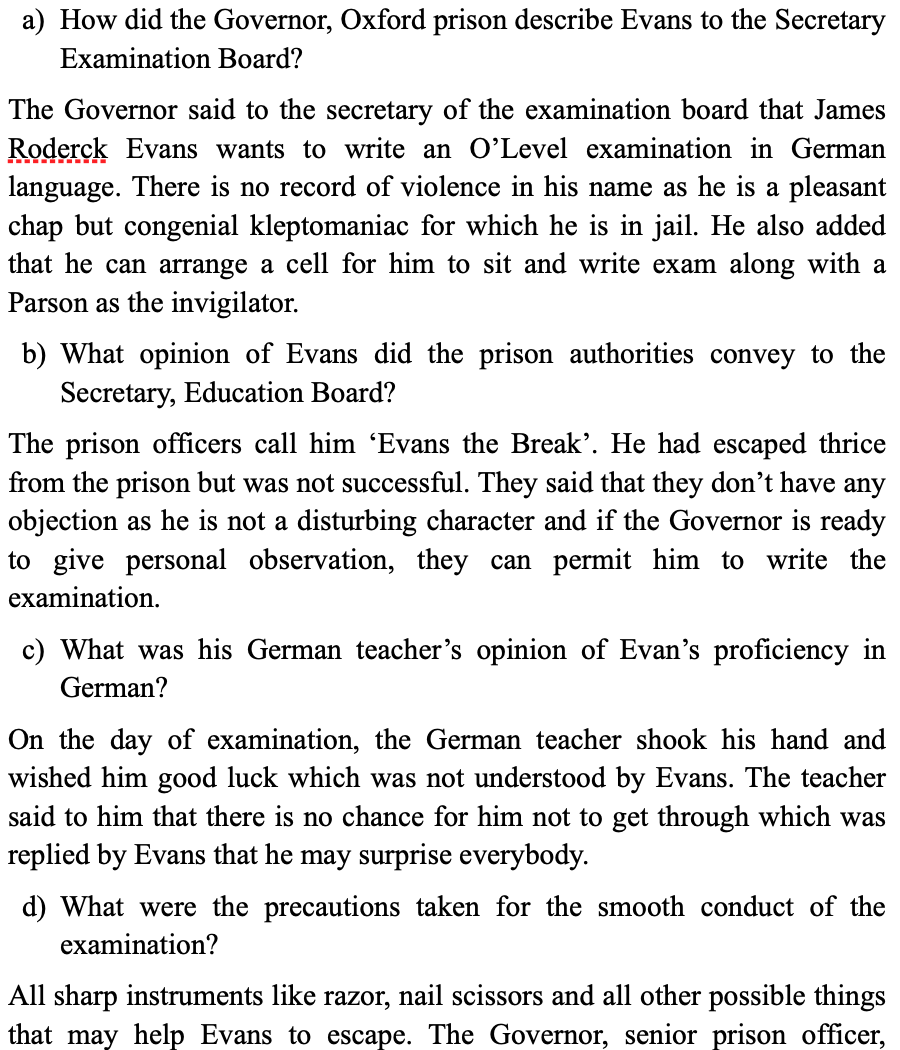 a) How did the Governor, Oxford prison describe Evans to the Secretary
Examination Board?
The Governor said to the secretary of the examination board that James
Roderck Evans wants to write an O’Level examination in German
language. There is no record of violence in his name as he is a pleasant
chap but congenial kleptomaniac for which he is in jail. He also added
that he can arrange a cell for him to sit and write exam along with a
Parson as the invigilator.
b) What opinion of Evans did the prison authorities convey to the
Secretary, Education Board?
The prison officers call him ‘Evans the Break’. He had escaped thrice
from the prison but was not successful. They said that they don’t have any
objection as he is not a disturbing character and if the Governor is ready
to give personal observation, they can permit him to write the
examination.
c) What was his German teacher’s opinion of Evan’s proficiency in
German?
On the day of examination, the German teacher shook his hand and
wished him good luck which was not understood by Evans. The teacher
said to him that there is no chance for him not to get through which was
replied by Evans that he may surprise everybody.
d) What were the precautions taken for the smooth conduct of the
examination?
All sharp instruments like razor, nail scissors and all other possible things
that may help Evans to escape. The Governor, senior prison officer,